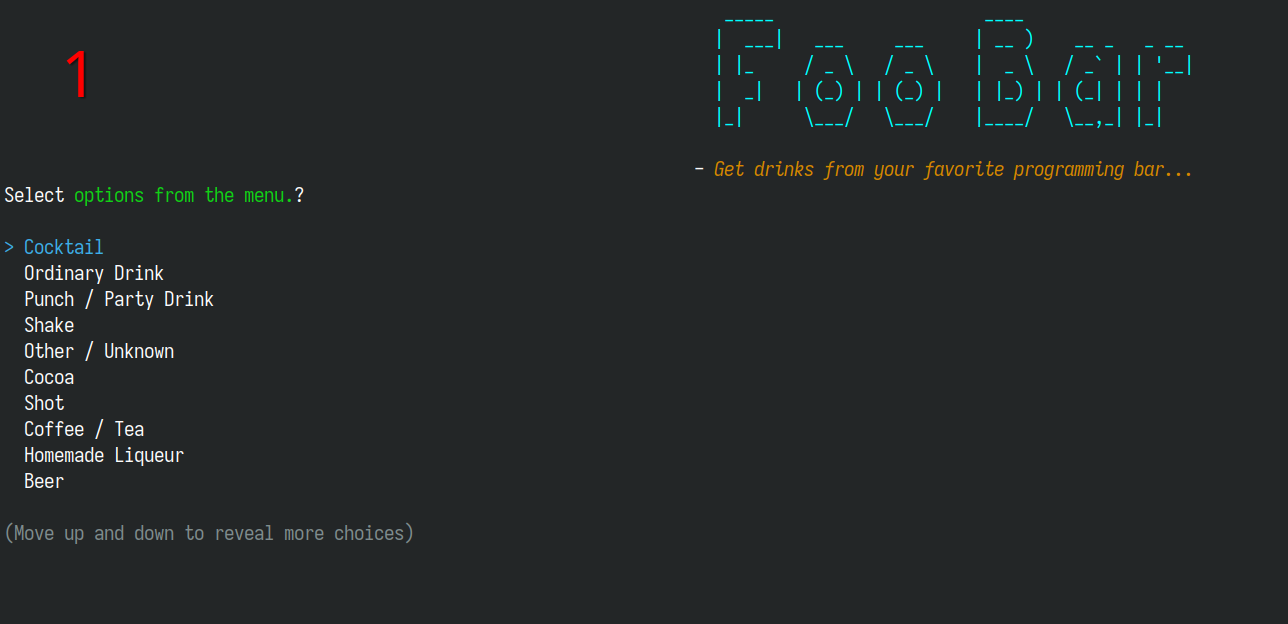 1
Foo Bar
- Get drinks from your favorite programming bar...
Select options from the menu.?
> Cocktail
Ordinary Drink
Punch / Party Drink
Shake
Other / Unknown
Cocoa
Shot
Coffee / Tea
Homemade Liqueur
Beer
(Move up and down to reveal more choices)